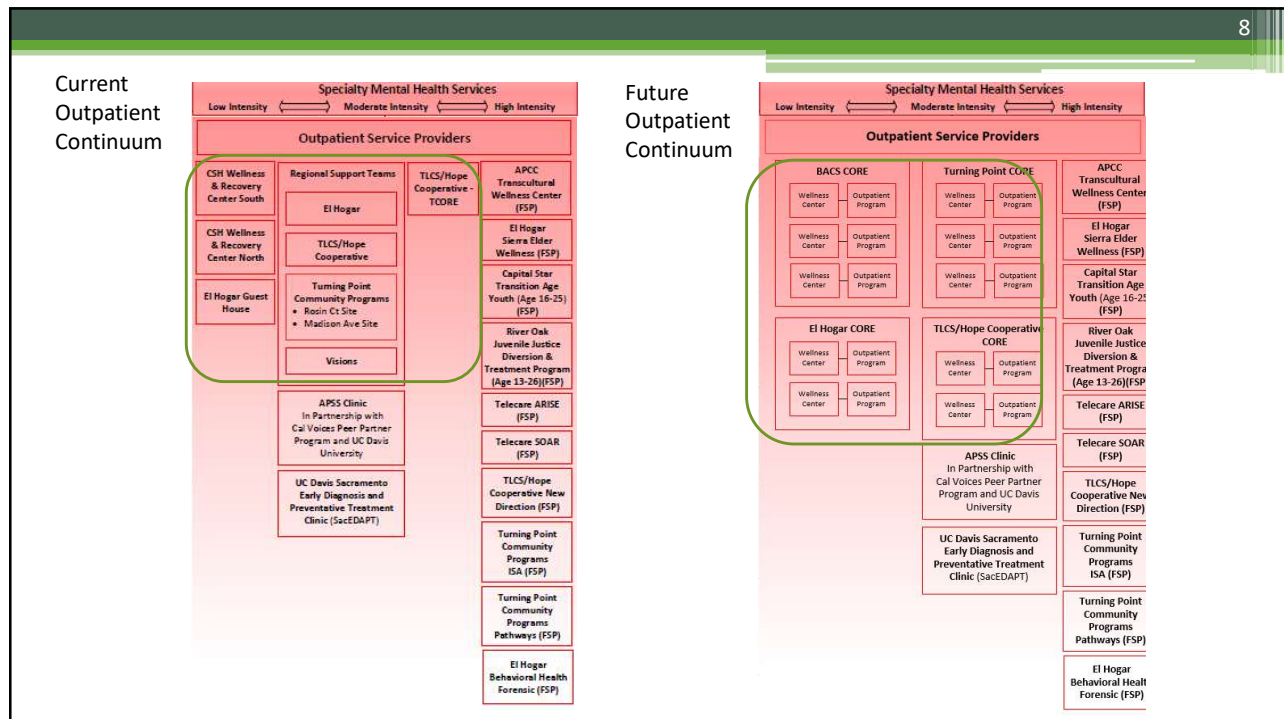 8
Current
Outpatient
Continuum
Specialty Mental Health Services
Low Intensity Moderate Intensity High Intensity
Outpatient Service Providers
CSH Wellness
& Recovery
Center South
CSH Wellness
& Recovery
Center North
El Hogar Guest
House
Regional Support Teams
El Hogar
TLCS/Hope
Cooperative
Turning Point
Community Programs
• Rosin Ct Site
• Madison Ave Site
Visions
APSS Clinic
In Partnership with
Cal Voices Peer Partner
Program and UC Davis
University
UC Davis Sacramento
Early Diagnosis and
Preventative Treatment
Clinic (SacEDAPT)
TLCS/Hope
Cooperative -
TCORE
APCC
Transcultural
Wellness Center
(FSP)
El Hogar
Sierra Elder
Wellness (FSP)
Capital Star
Transition Age
Youth (Age 16-25)
(FSP)
River Oak
Juvenile Justice
Diversion &
Treatment Program
(Age 13-26)(FSP)
Telecare ARISE
(FSP)
Telecare SOAR
(FSP)
TLCS/Hope
Cooperative New
Direction (FSP)
Turning Point
Community
Programs
ISA (FSP)
Turning Point
Community
Programs
Pathways (FSP)
El Hogar
Behavioral Health
Forensic (FSP)
Future
Outpatient
Continuum
Specialty Mental Health Services
Low Intensity Moderate Intensity High Intensity
Outpatient Service Providers
BACS CORE
Wellness
Center
Outpatient
Program
Wellness
Center
Outpatient
Program
Wellness
Center
Outpatient
Program
Turning Point CORE
Wellness
Center
Outpatient
Program
Wellness
Center
Outpatient
Program
Wellness
Center
Outpatient
Program
El Hogar CORE
Wellness
Center
Outpatient
Program
Wellness
Center
Outpatient
Program
TLCS/Hope Cooperative
CORE
Wellness
Center
Outpatient
Program
Wellness
Center
Outpatient
Program
APSS Clinic
In Partnership with
Cal Voices Peer Partner
Program and UC Davis
University
UC Davis Sacramento
Early Diagnosis and
Preventative Treatment
Clinic (SacEDAPT)
APCC
Transcultural
Wellness Center
(FSP)
El Hogar
Sierra Elder
Wellness (FSP)
Capital Star
Transition Age
Youth (Age 16-25
(FSP)
River Oak
Juvenile Justice
Diversion &
Treatment Progra
(Age 13-26)(FSP
Telecare ARISE
(FSP)
Telecare SOAR
(FSP)
TLCS/Hope
Cooperative New
Direction (FSP)
Turning Point
Community
Programs
ISA (FSP)
Turning Point
Community
Programs
Pathways (FSP)
El Hogar
Behavioral Healt
Forensic (FSP)